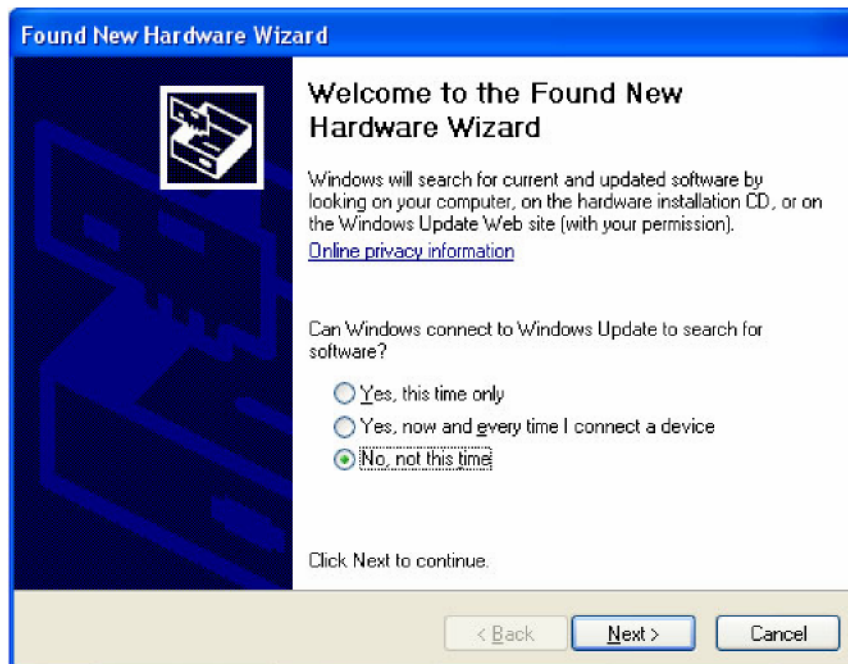 Found New Hardware Wizard
Welcome to the Found New
Hardware Wizard
Windows will search for current and updated software by
looking on your computer, on the hardware installation CD, or on
the Windows Update Web site (with your permission).
Online privacy information
Can Windows connect to Windows Update to search for
software?
Yes, this time only
Yes, now and every time I connect a device
No, not this time
Click Next to continue.
< Back Next > Cancel